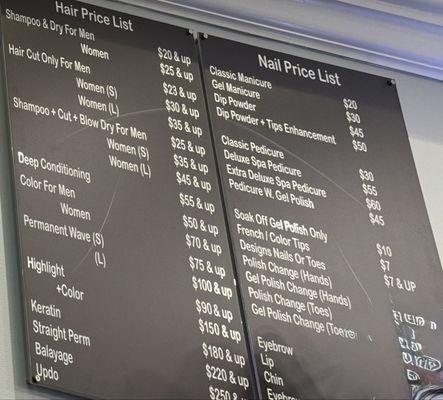 Hair Price List
Shampoo & Dry For Men $20 & up
Women $25 & up
Hair Cut Only For Men $23 & up
Women (S) $30 & up
Women (L) $35 & up
Shampoo + Cut + Blow Dry For Men $25 & up
Women (S) $35 & up
Women (L) $45 & up
Deep Conditioning $55 & up
Color For Men $50 & up
Women $70 & up
Permanent Wave (S) $75 & up
(L) $100 & up
Highlight $90 & up
+Color $150 & up
Keratin $180 & up
Straight Perm $220 & up
Balayage $250
Updo
Nail Price List
Classic Manicure $20
Gel Manicure $30
Dip Powder $45
Dip Powder + Tips Enhancement $50
Classic Pedicure $30
Deluxe Spa Pedicure $55
Extra Deluxe Spa Pedicure $60
Pedicure W. Gel Polish $45
Soak Off Gel Polish Only $10
French / Color Tips $7
Designs Nails Or Toes $7 & UP
Polish Change (Hands)
Gel Polish Change (Hands)
Polish Change (Toes)
Gel Polish Change (Toes)
Eyebrow
Lip
Chin
Eyebrow